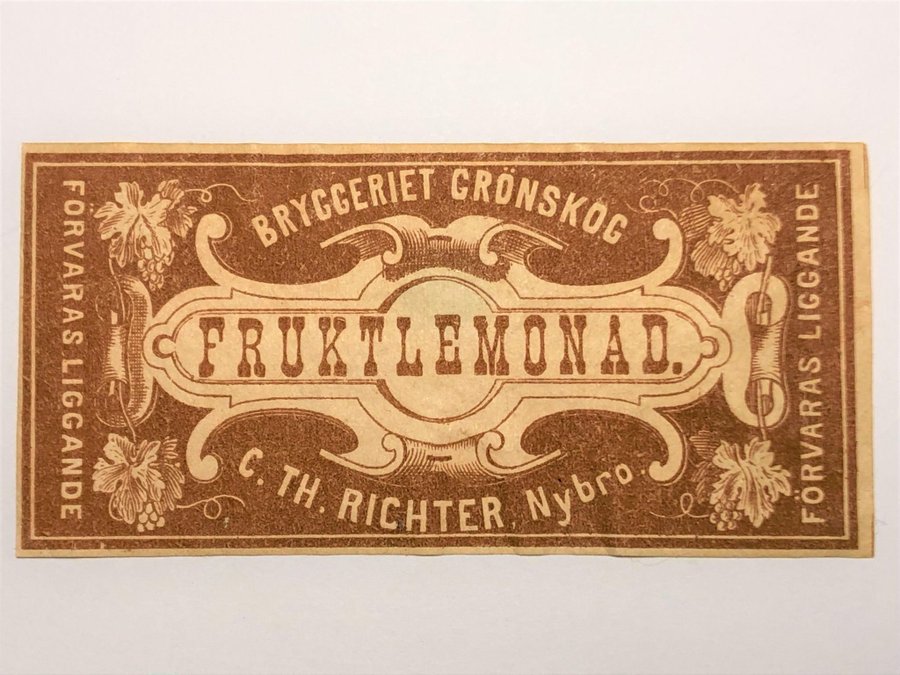 BRYGGERIET GRÖNSKOG
FRUKTLEMONAD.
C. TH. RICHTER, Nybro.
FÖRVARAS LIGGANDE
FÖRVARAS LIGGANDE